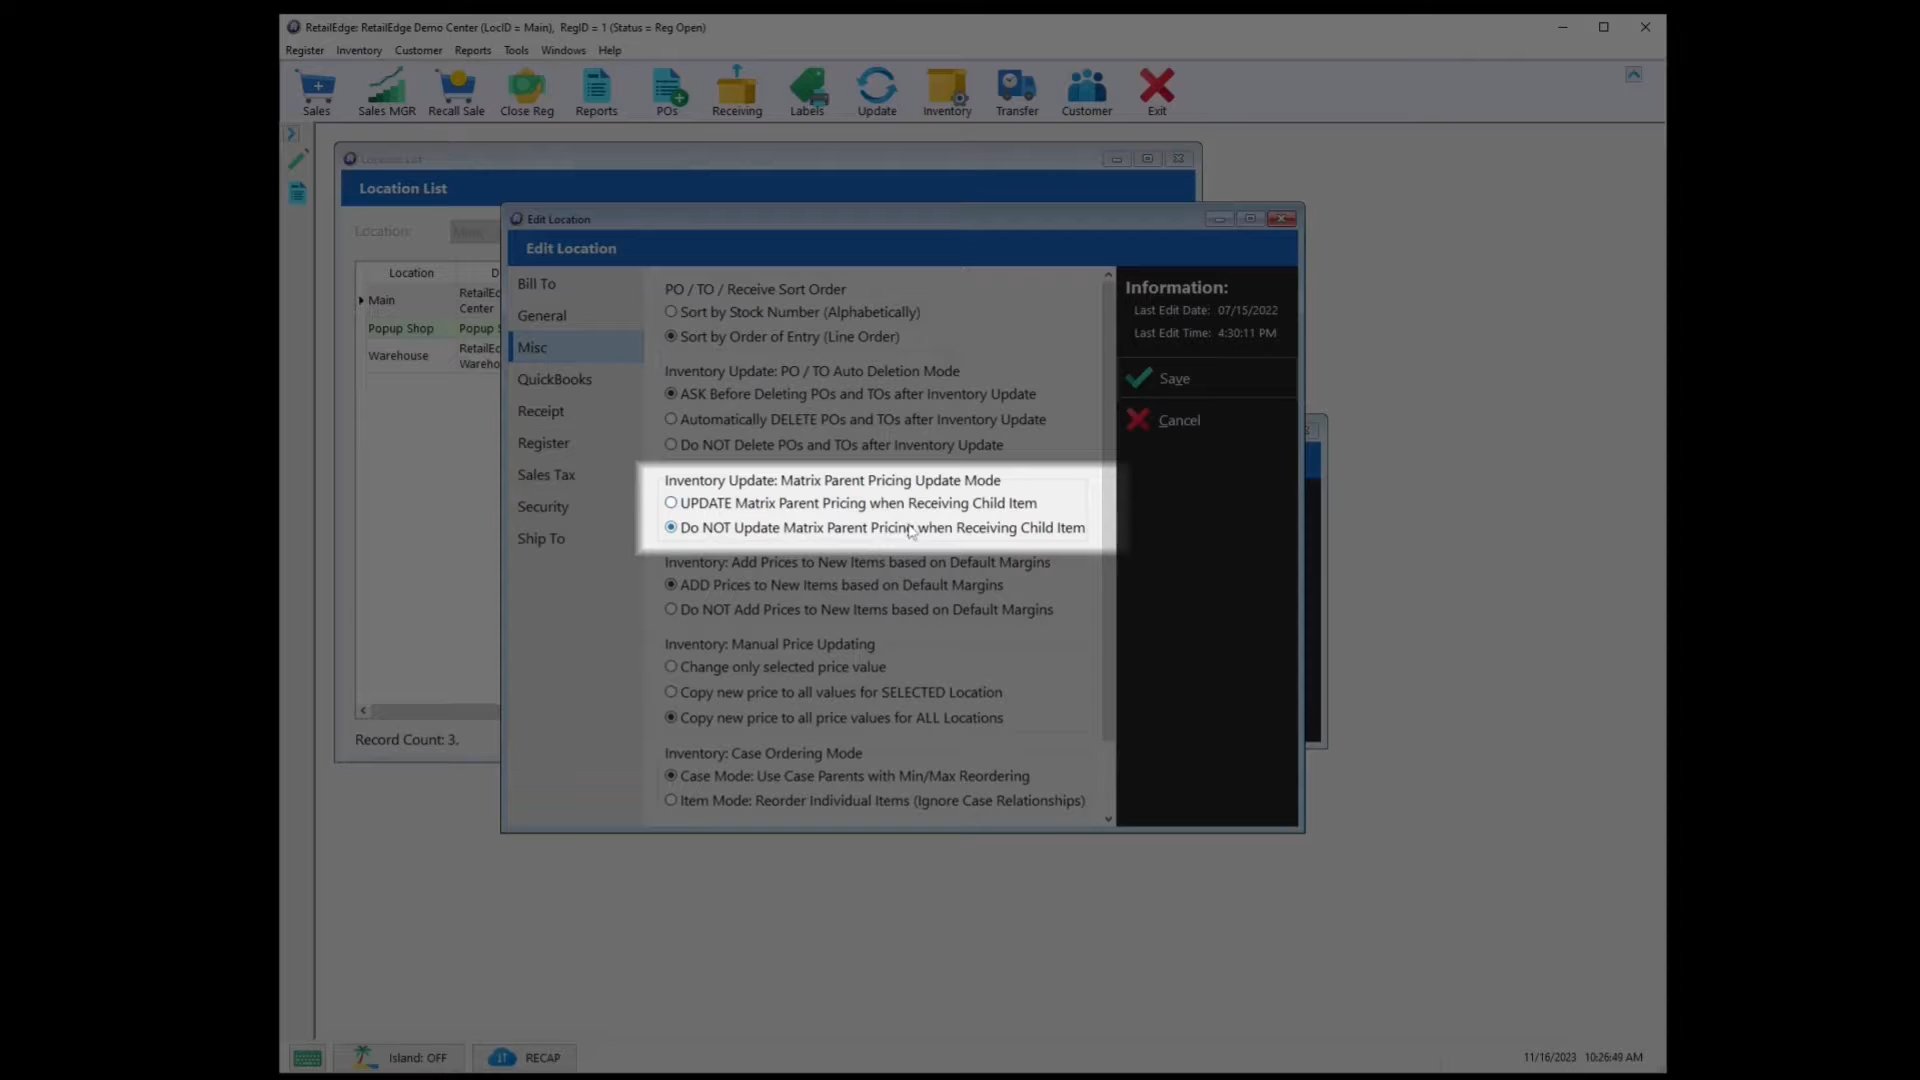 RetailEdge: RetailEdge Demo Center (LocID = Main), RegID = 1 (Status = Reg Open)
Register Inventory Customer Reports Tools Windows Help
Sales Sales MGR Recall Sale Close Reg Reports POs Receiving Labels Update Inventory Transfer Customer Exit
Location List
Location List
Location: Main
Location D
Main RetailEd
Center
Popup Shop Popup S
Warehouse RetailEd
Wareho
Record Count: 3.
Edit Location
Edit Location
Bill To
General
Misc
QuickBooks
Receipt
Register
Sales Tax
Security
Ship To
PO / TO / Receive Sort Order
Sort by Stock Number (Alphabetically)
Sort by Order of Entry (Line Order)
Inventory Update: PO / TO Auto Deletion Mode
ASK Before Deleting POs and TOs after Inventory Update
Automatically DELETE POs and TOs after Inventory Update
Do NOT Delete POs and TOs after Inventory Update
Inventory Update: Matrix Parent Pricing Update Mode
UPDATE Matrix Parent Pricing when Receiving Child Item
Do NOT Update Matrix Parent Pricing when Receiving Child Item
Inventory: Add Prices to New Items based on Default Margins
ADD Prices to New Items based on Default Margins
Do NOT Add Prices to New Items based on Default Margins
Inventory: Manual Price Updating
Change only selected price value
Copy new price to all values for SELECTED Location
Copy new price to all price values for ALL Locations
Inventory: Case Ordering Mode
Case Mode: Use Case Parents with Min/Max Reordering
Item Mode: Reorder Individual Items (Ignore Case Relationships)
Information:
Last Edit Date: 07/15/2022
Last Edit Time: 4:30:11 PM
Save
Cancel
Island: OFF
RECAP
11/16/2023 10:26:49 AM